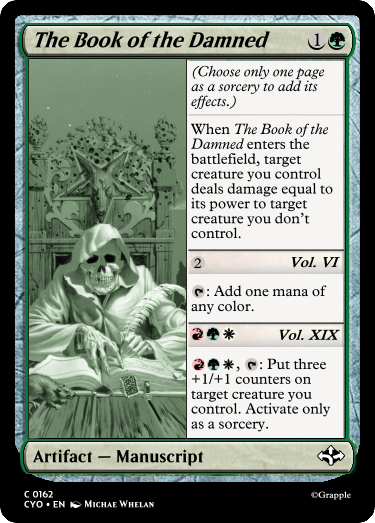 The Book of the Damned 1
(Choose only one page
as a sorcery to add its
effects.)
When The Book of the
Damned enters the
battlefield, target
creature you control
deals damage equal to
its power to target
creature you don't
control.
2 Vol. VI
: Add one mana of
any color.
Vol. XIX
, : Put three
+1/+1 counters on
target creature you
control. Activate only
as a sorcery.
Artifact — Manuscript
C 0162
CYO • EN Michae Whelan
©Grapple